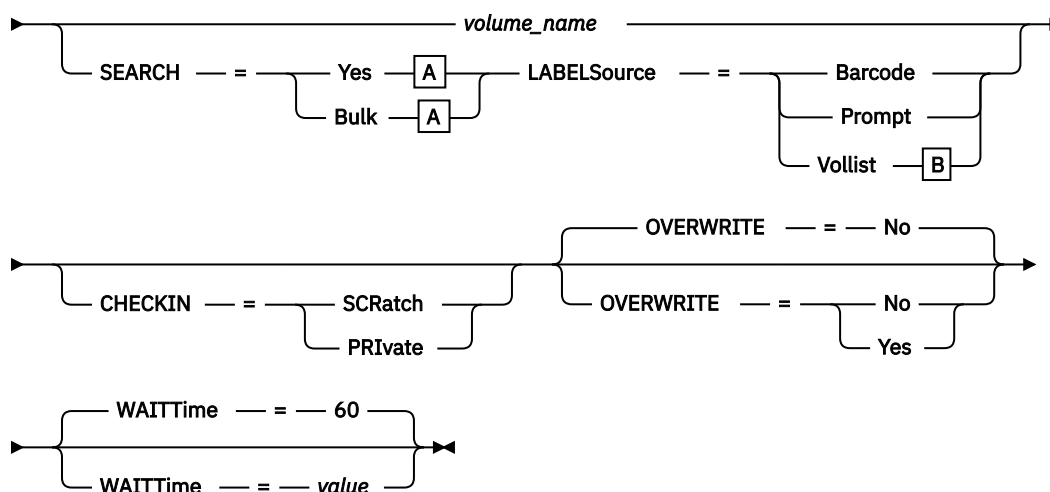 volume_name
SEARCH = Yes A LABELSource = Barcode
Bulk A Prompt
Vollist B
OVERWRITE = No
CHECKIN = SCRatch OVERWRITE = No
PRIvate Yes
WAITTime = 60
WAITTime = value